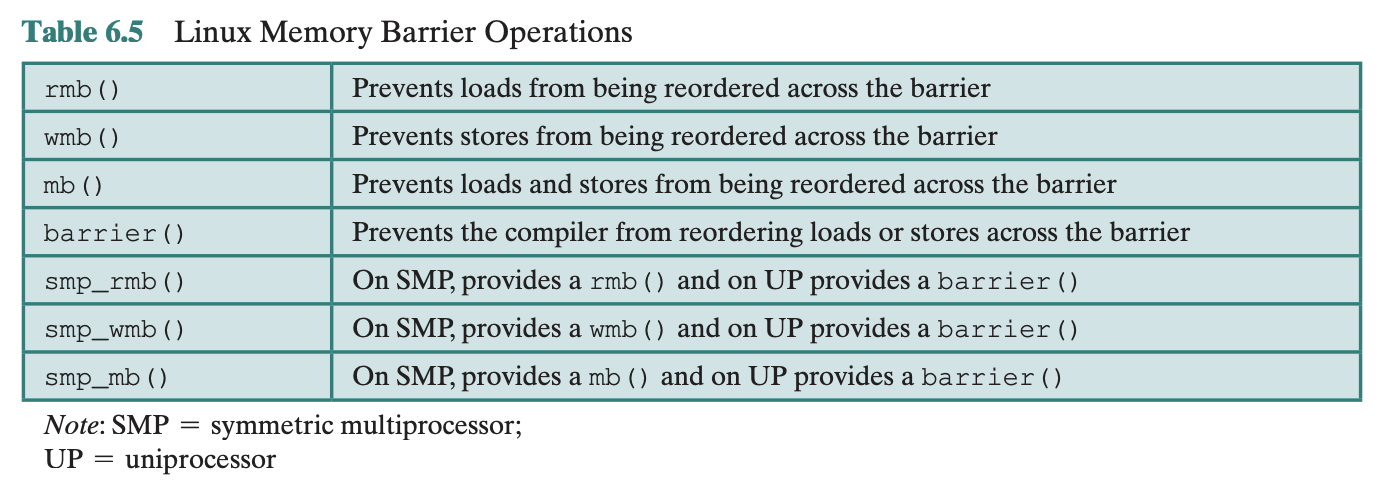 Table 6.5 Linux Memory Barrier Operations
rmb() Prevents loads from being reordered across the barrier
wmb() Prevents stores from being reordered across the barrier
mb() Prevents loads and stores from being reordered across the barrier
barrier() Prevents the compiler from reordering loads or stores across the barrier
smp_rmb() On SMP, provides a rmb() and on UP provides a barrier()
smp_wmb() On SMP, provides a wmb() and on UP provides a barrier()
smp_mb() On SMP, provides a mb() and on UP provides a barrier()
Note: SMP = symmetric multiprocessor;
UP = uniprocessor